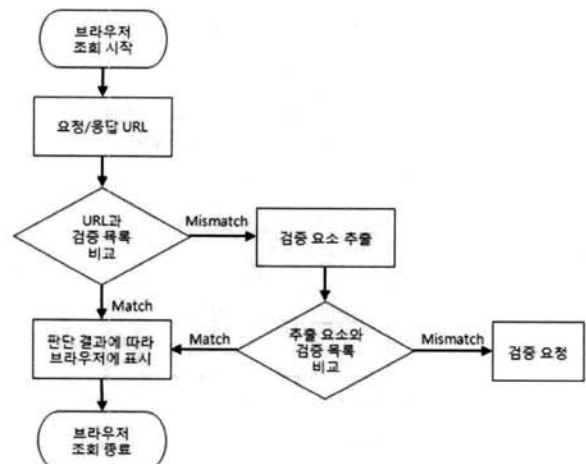 브라우저
조회 시작
요청/응답 URL
URL과
검증 목록
비교
Mismatch
검증 요소 추출
Match
판단 결과에 따라
브라우저에 표시
Match
추출 요소와
검증 목록
비교
Mismatch
검증 요청
브라우저
조회 종료